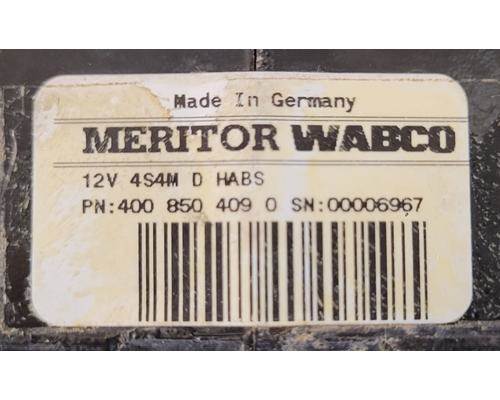 Made In Germany
MERITOR WABCO
12V 4S4M D HABS
PN:400 850 409 0 SN:00006967